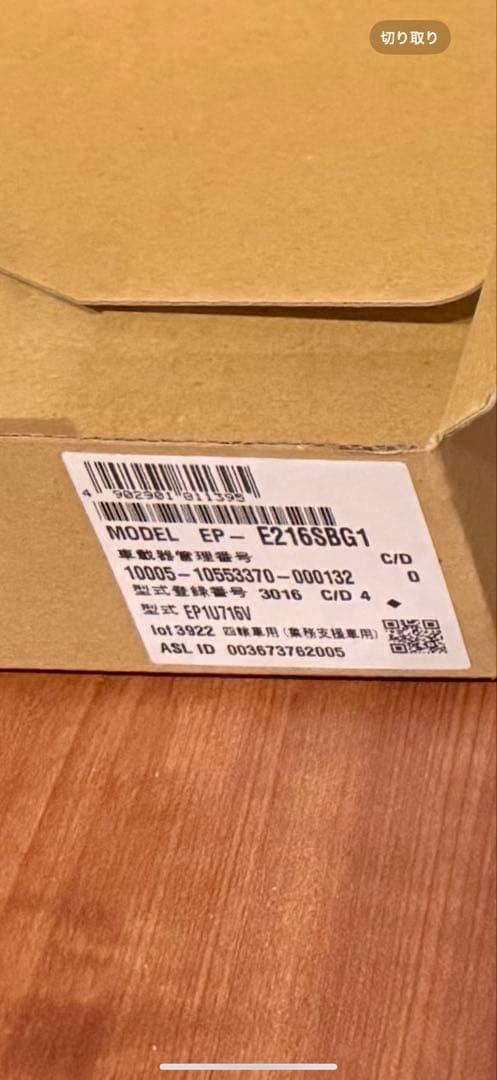 切り取り
4 902901 811395
MODEL EP-E216SBG1
車載器管理番号 C/D
10005-10553370-000132 0
型式登録番号 3016 C/D 4 ◆
型式 EP1U716V
lot 3922 四輪車用(業務支援車用)
ASL ID 003673762005